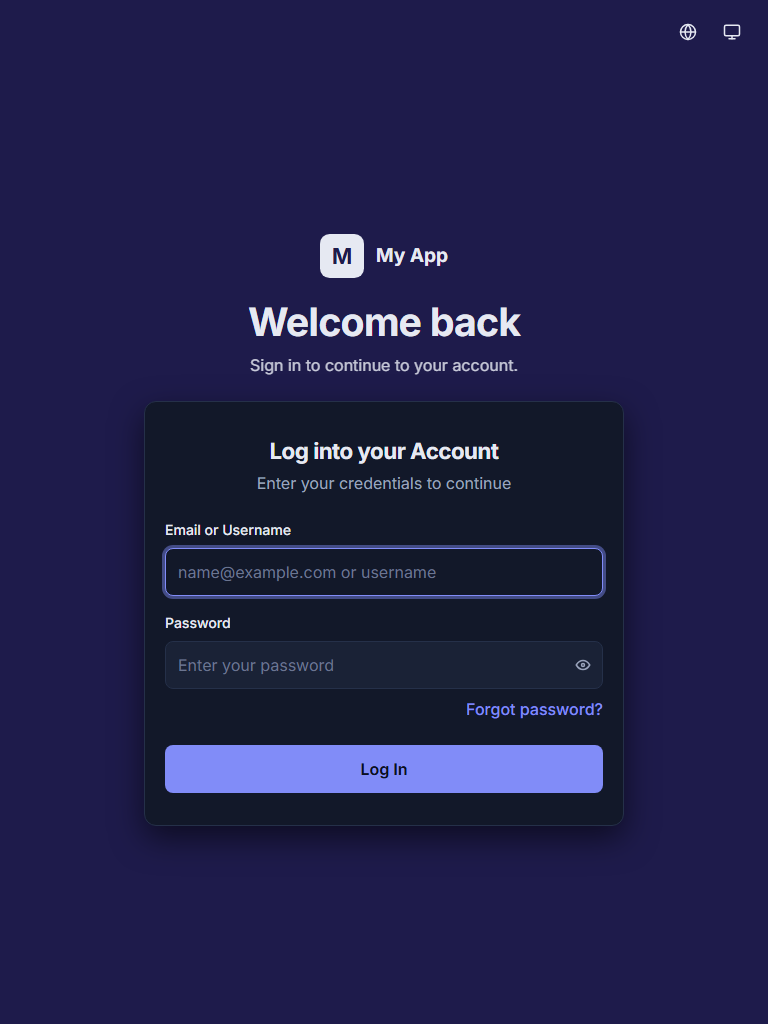 M My App
Welcome back
Sign in to continue to your account.
Log into your Account
Enter your credentials to continue
Email or Username
name@example.com or username
Password
Enter your password
Forgot password?
Log In